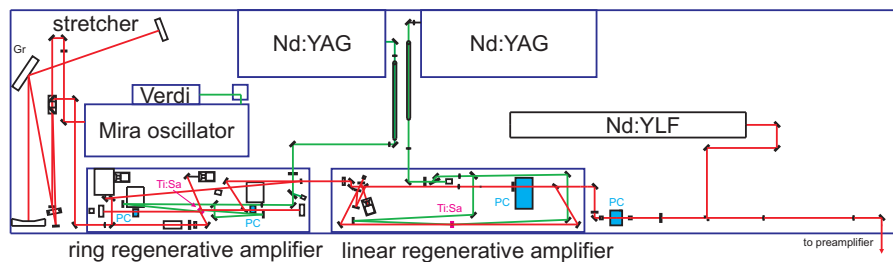 stretcher
Gr
Nd:YAG
Nd:YAG
Verdi
Mira oscillator
Nd:YLF
Ti:Sa
PC
PC
Ti:Sa
PC
PC
ring regenerative amplifier
linear regenerative amplifier
to preamplifier